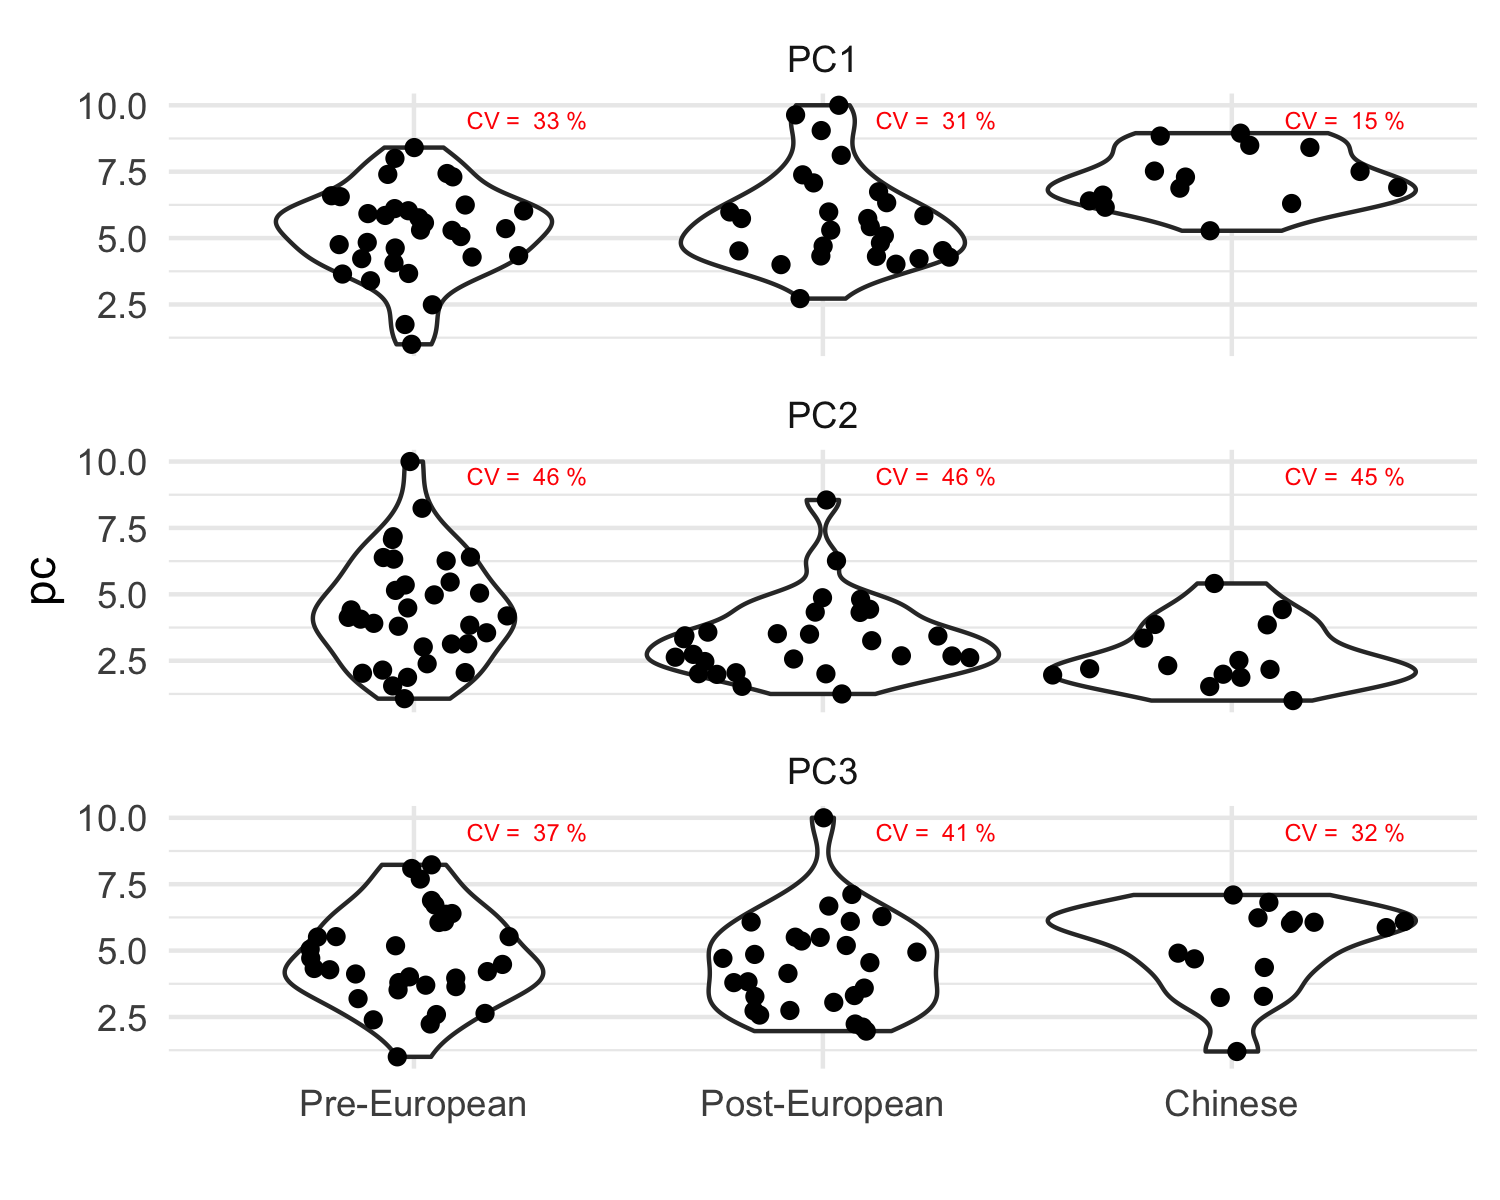 PC1
10.0
7.5
5.0
2.5
CV = 33 %
CV = 31 %
CV = 15 %
PC2
10.0
7.5
5.0
2.5
CV = 46 %
CV = 46 %
CV = 45 %
pc
PC3
10.0
7.5
5.0
2.5
CV = 37 %
CV = 41 %
CV = 32 %
Pre-European
Post-European
Chinese